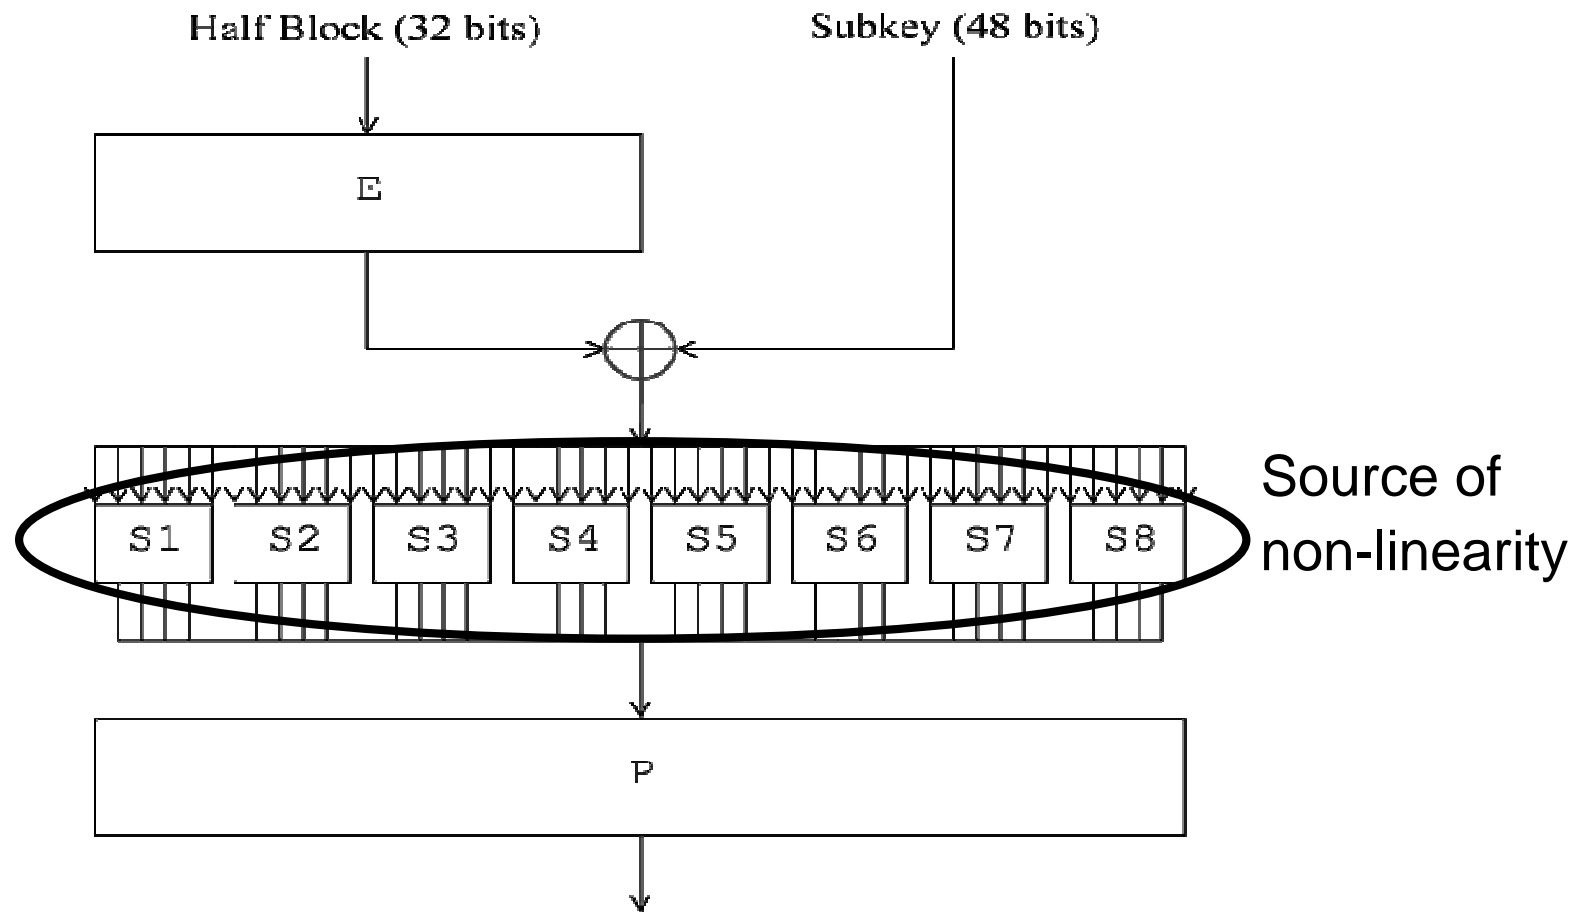 Half Block (32 bits)
Subkey (48 bits)
E
S1 S2 S3 S4 S5 S6 S7 S8
Source of
non-linearity
P